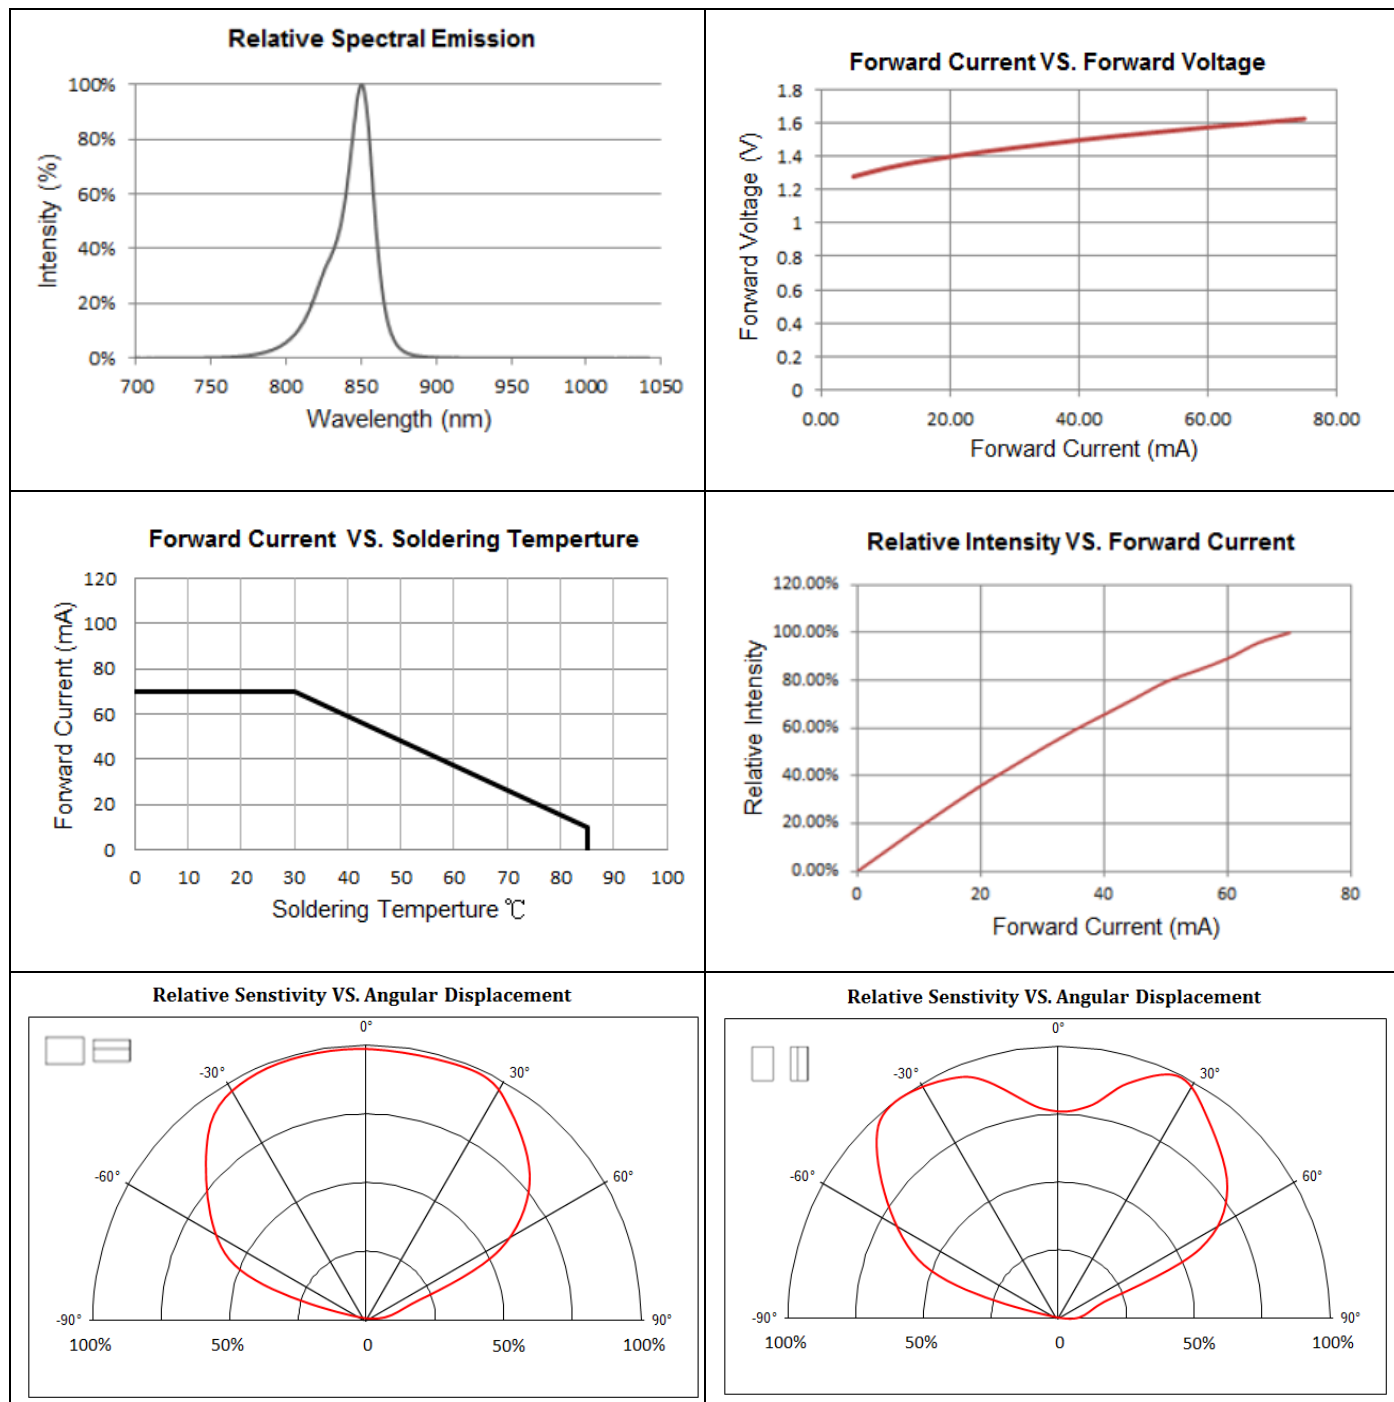 Relative Spectral Emission
100%
80%
60%
40%
20%
0%
Intensity (%)
700 750 800 850 900 950 1000 1050
Wavelength (nm)
Forward Current VS. Forward Voltage
1.8
1.6
1.4
1.2
1
0.8
0.6
0.4
0.2
0
Forward Voltage (V)
0.00 20.00 40.00 60.00 80.00
Forward Current (mA)
Forward Current VS. Soldering Temperture
120
100
80
60
40
20
0
Forward Current (mA)
0 10 20 30 40 50 60 70 80 90 100
Soldering Temperture ℃
Relative Intensity VS. Forward Current
120.00%
100.00%
80.00%
60.00%
40.00%
20.00%
0.00%
Relative Intensity
0 20 40 60 80
Forward Current (mA)
Relative Senstivity VS. Angular Displacement
0°
-30° 30°
-60° 60°
-90° 90°
100% 50% 0 50% 100%
Relative Senstivity VS. Angular Displacement
0°
-30° 30°
-60° 60°
-90° 90°
100% 50% 0 50% 100%